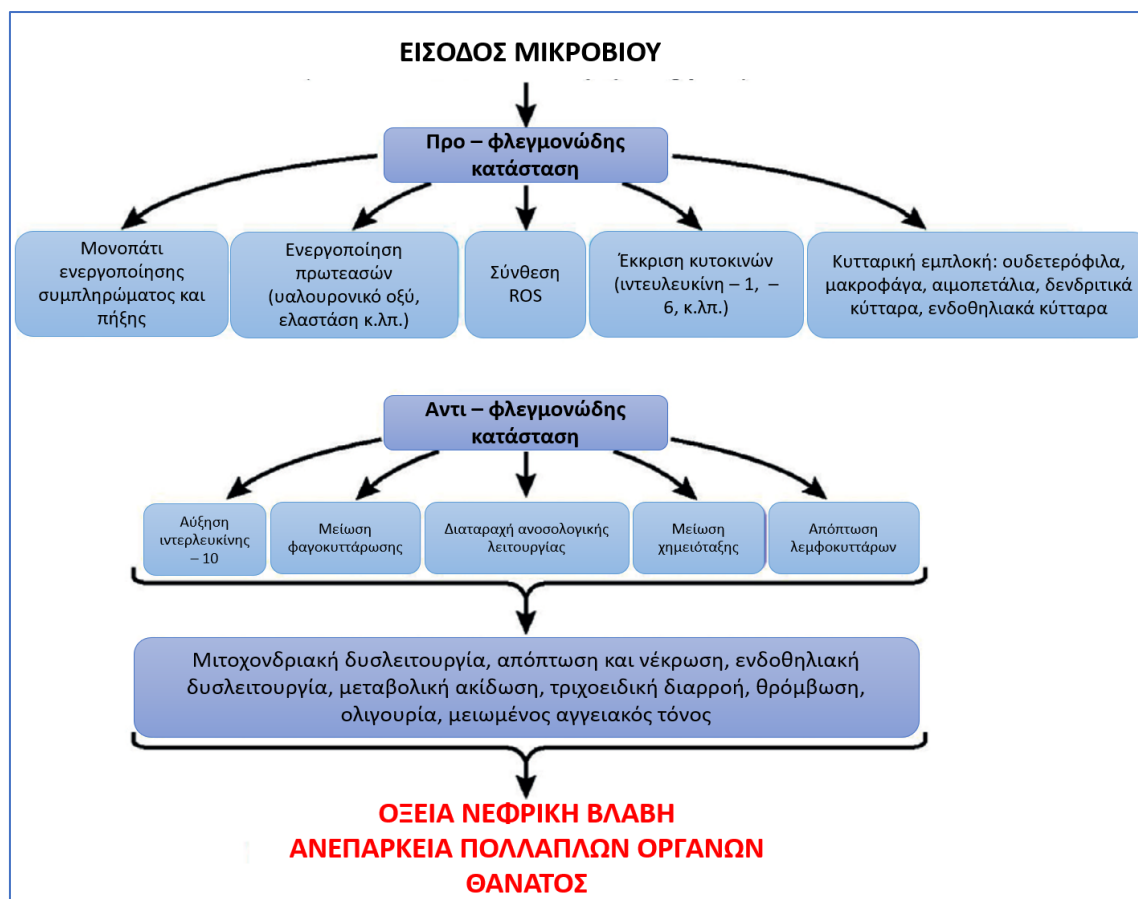 ΕΙΣΟΔΟΣ ΜΙΚΡΟΒΙΟΥ
Προ – φλεγμονώδης
κατάσταση
Μονοπάτι
ενεργοποίησης
συμπληρώματος και
πήξης
Ενεργοποίηση
πρωτεασών
(υαλουρονικό οξύ,
ελαστάση κ.λπ.)
Σύνθεση
ROS
Έκκριση κυτοκινών
(ιντευλευκίνη – 1, –
6, κ.λπ.)
Κυτταρική εμπλοκή: ουδετερόφιλα,
μακροφάγα, αιμοπετάλια, δενδριτικά
κύτταρα, ενδοθηλιακά κύτταρα
Αντι – φλεγμονώδης
κατάσταση
Αύξηση
ιντερλευκίνης
– 10
Μείωση
φαγοκυττάρωσης
Διαταραχή ανοσολογικής
λειτουργίας
Μείωση
χημειόταξης
Απόπτωση
λεμφοκυττάρων
Μιτοχονδριακή δυσλειτουργία, απόπτωση και νέκρωση, ενδοθηλιακή
δυσλειτουργία, μεταβολική ακίδωση, τριχοειδική διαρροή, θρόμβωση,
ολιγουρία, μειωμένος αγγειακός τόνος
ΟΞΕΙΑ ΝΕΦΡΙΚΗ ΒΛΑΒΗ
ΑΝΕΠΑΡΚΕΙΑ ΠΟΛΛΑΠΛΩΝ ΟΡΓΑΝΩΝ
ΘΑΝΑΤΟΣ